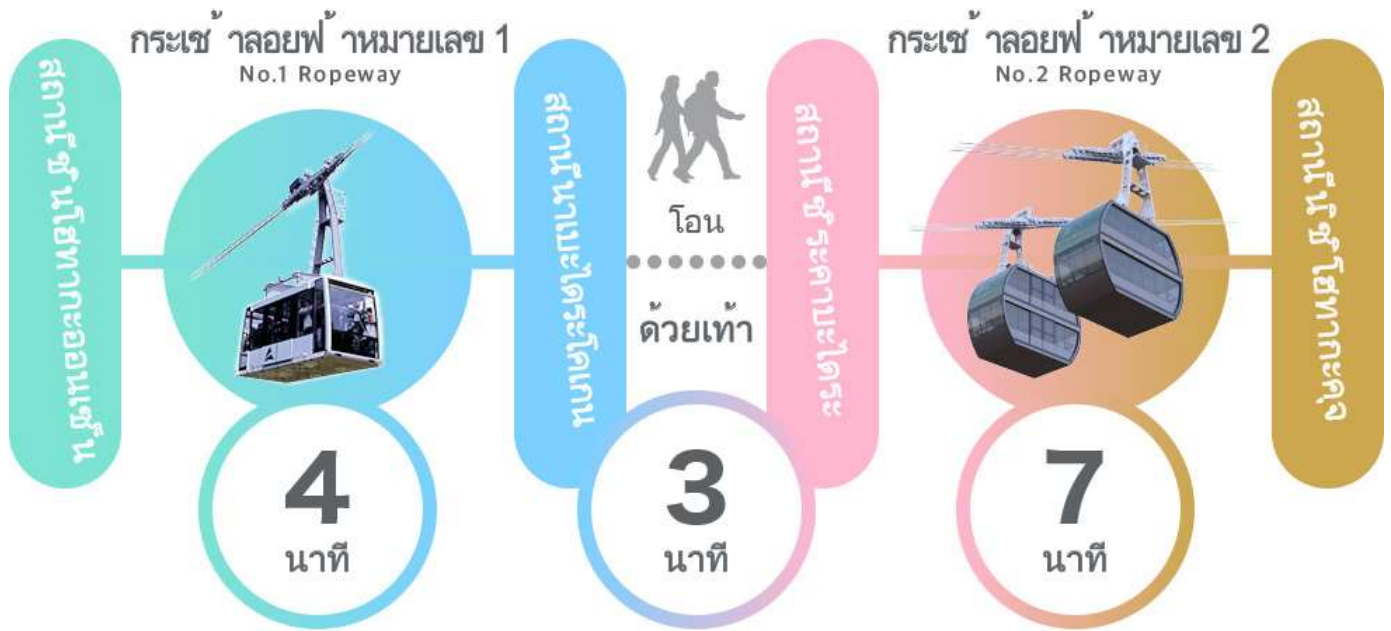 สถานีชินโฮทากะออนเซ็น
กระเช้าลอยฟ้าหมายเลข 1
No.1 Ropeway
4
นาที
สถานีนาเบะไดระโคเกน
โอน
ด้วยเท้า
3
นาที
สถานีชิระคาบะไดระ
กระเช้าลอยฟ้าหมายเลข 2
No.2 Ropeway
7
นาที
สถานีนิชิโฮทากะคุจิ